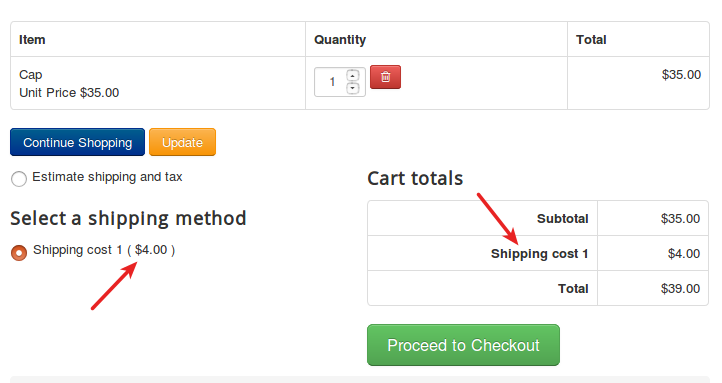 Item Quantity Total
Cap 1 $35.00
Unit Price $35.00
Continue Shopping Update
Estimate shipping and tax
Select a shipping method
Shipping cost 1 ( $4.00 )
Cart totals
Subtotal $35.00
Shipping cost 1 $4.00
Total $39.00
Proceed to Checkout